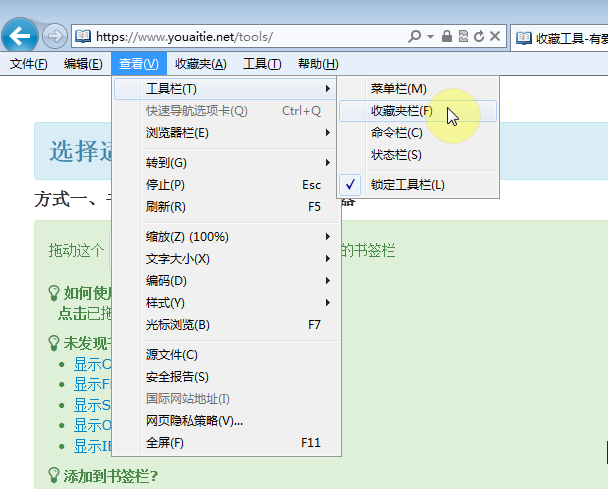 https://www.youaitie.net/tools/
收藏工具-有爱
文件(F) 编辑(E) 查看(V) 收藏夹(A) 工具(T) 帮助(H)
工具栏(T)
快速导航选项卡(Q) Ctrl+Q
浏览器栏(E)
转到(G)
停止(P) Esc
刷新(R) F5
缩放(Z) (100%)
文字大小(X)
编码(D)
样式(Y)
光标浏览(B) F7
源文件(C)
安全报告(S)
国际网站地址(I)
网页隐私策略(V)...
全屏(F) F11
菜单栏(M)
收藏夹栏(F)
命令栏(C)
状态栏(S)
锁定工具栏(L)
选择
方式一、
器
拖动这个 的书签栏
如何使
点击已拖
未发现
显示
显示
显示S
显示
显示IE
添加到书签栏?